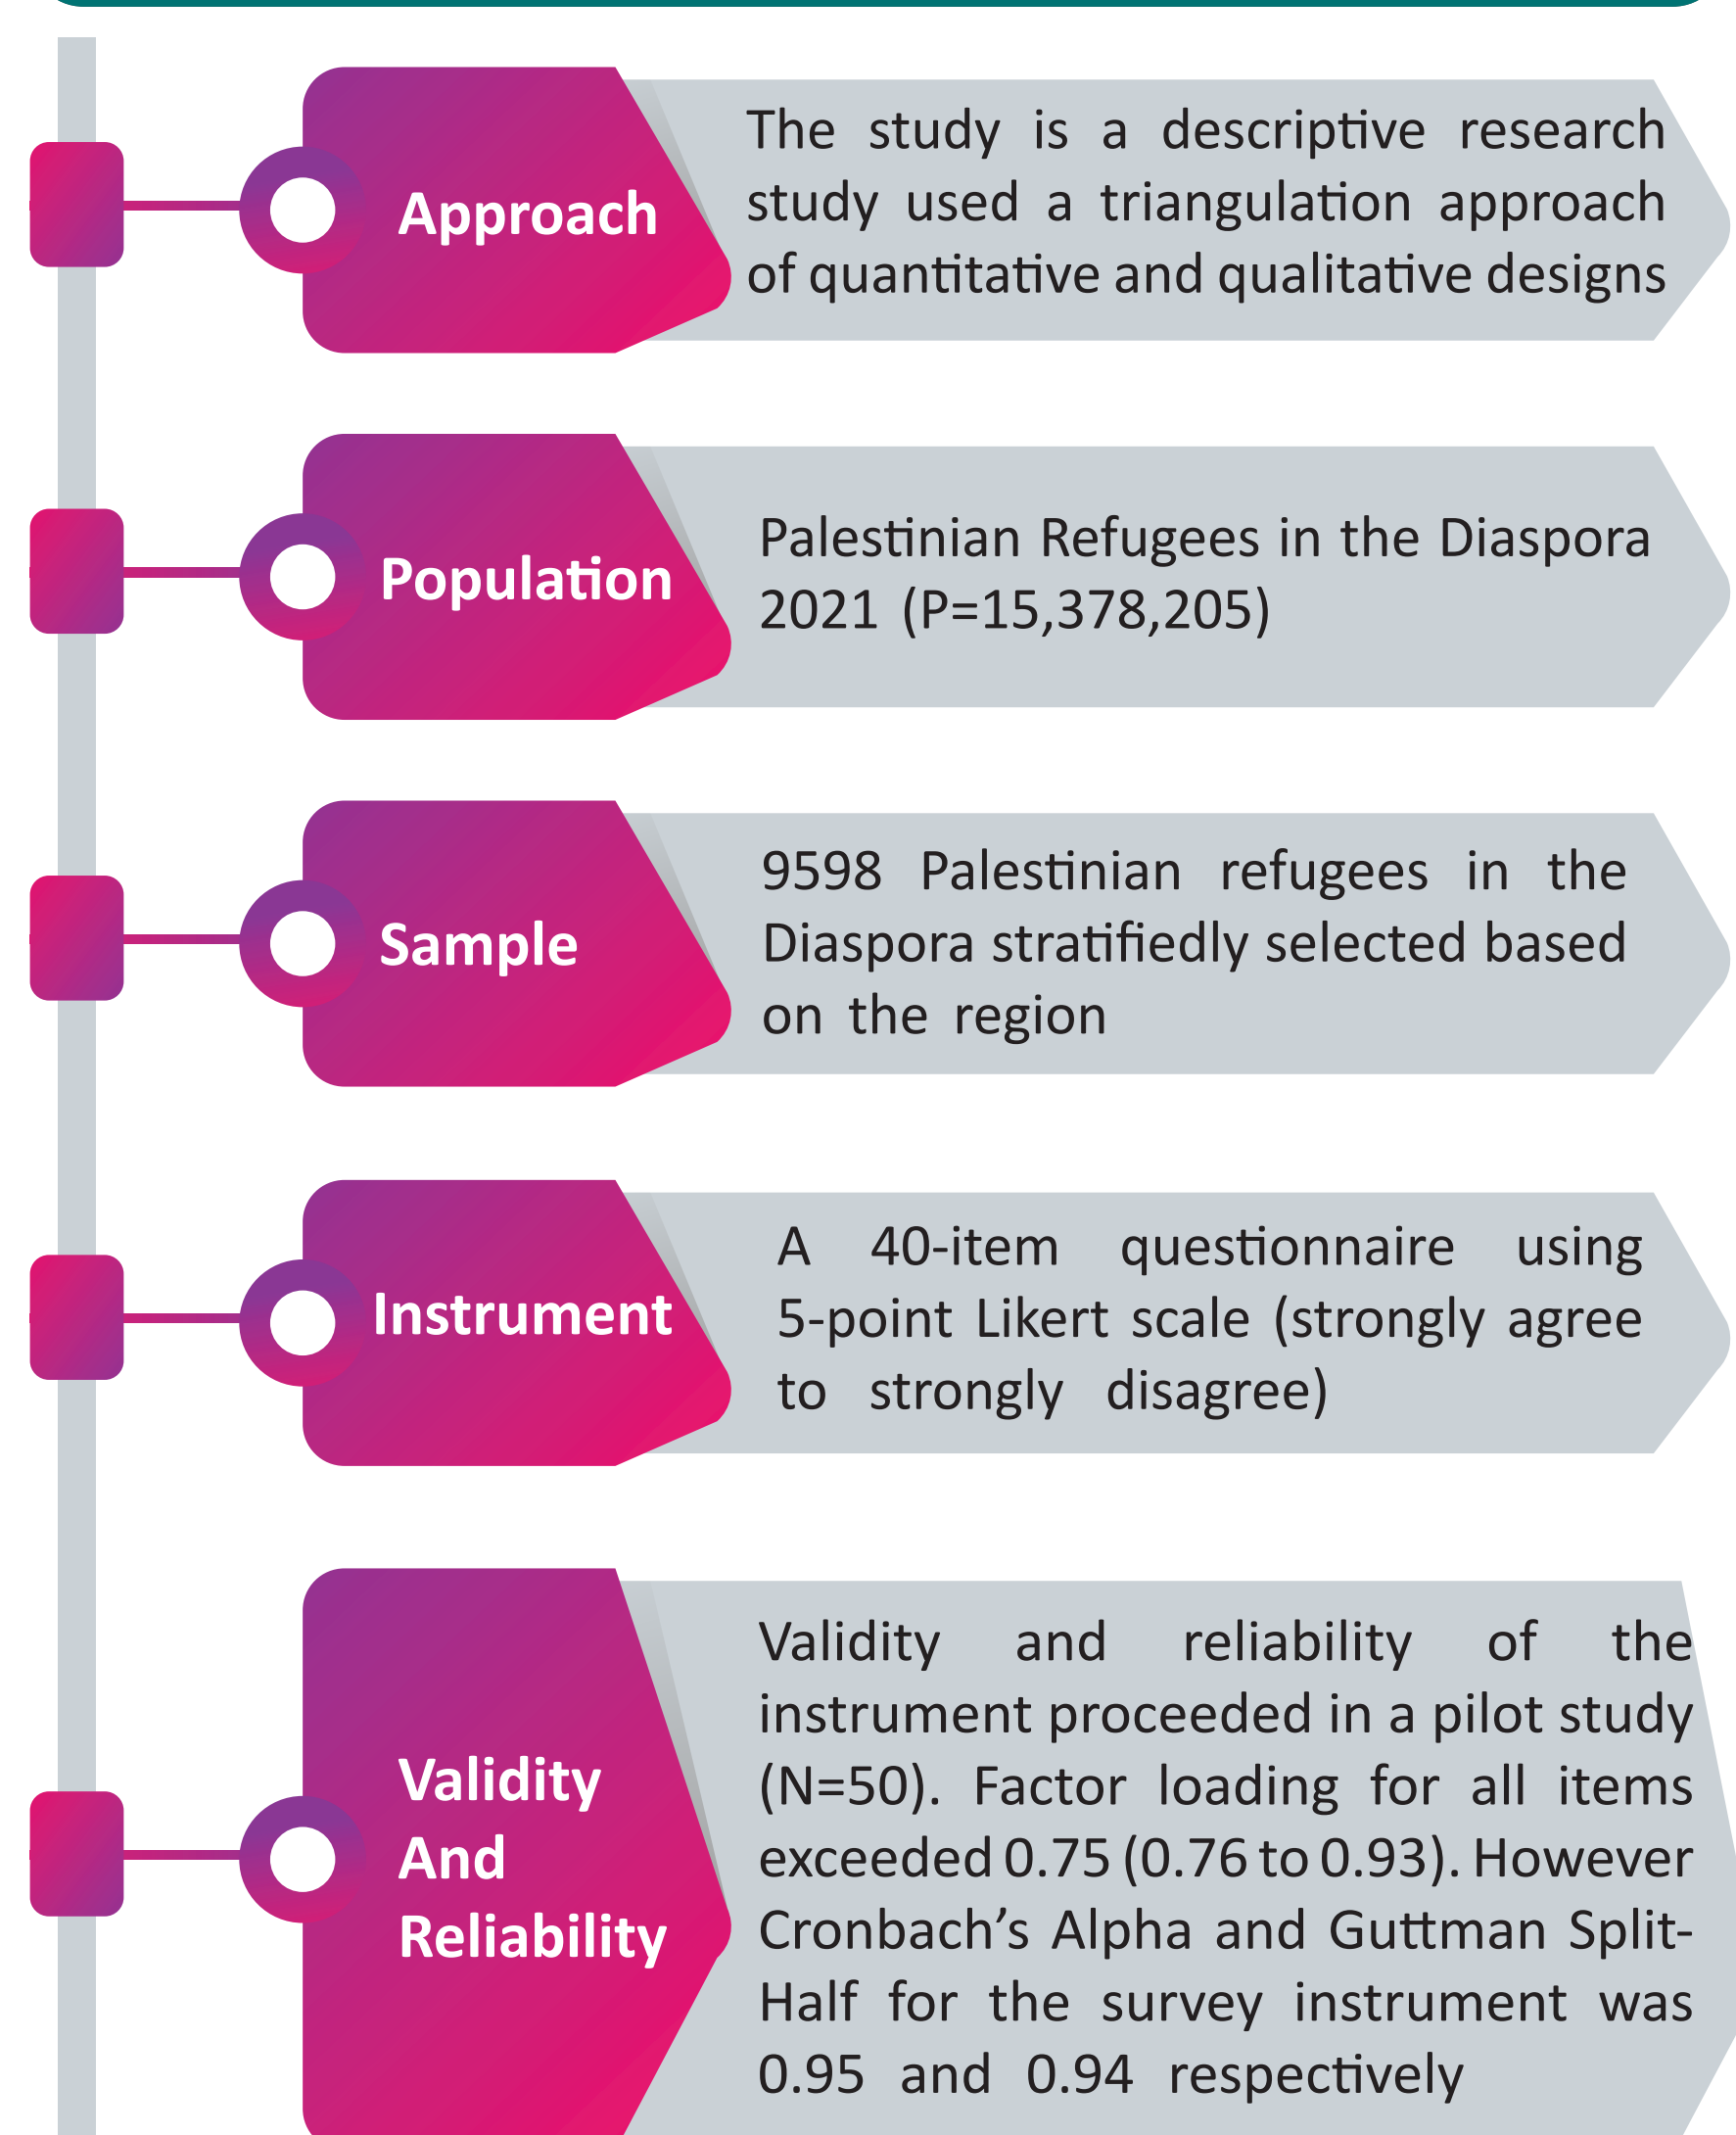 Approach
The study is a descriptive research
study used a triangulation approach
of quantitative and qualitative designs
Population
Palestinian Refugees in the Diaspora
2021 (P=15,378,205)
Sample
9598 Palestinian refugees in the
Diaspora stratifiedly selected based
on the region
Instrument
A 40-item questionnaire using
5-point Likert scale (strongly agree
to strongly disagree)
Validity
And
Reliability
Validity and reliability of the
instrument proceeded in a pilot study
(N=50). Factor loading for all items
exceeded 0.75 (0.76 to 0.93). However
Cronbach’s Alpha and Guttman Split-
Half for the survey instrument was
0.95 and 0.94 respectively